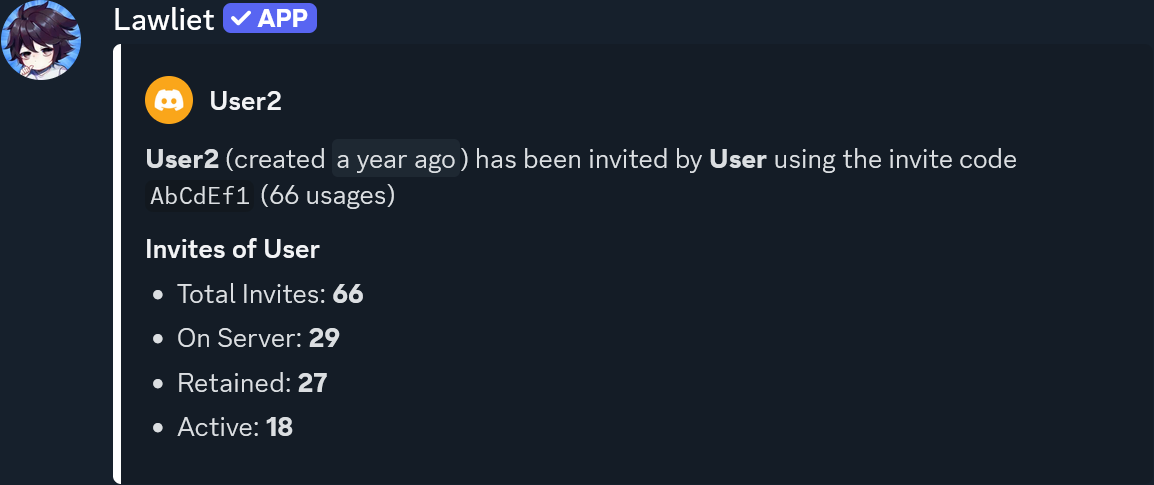 Lawliet ✓ APP
User2
User2 (created a year ago) has been invited by User using the invite code
AbCdEf1 (66 usages)
Invites of User
• Total Invites: 66
• On Server: 29
• Retained: 27
• Active: 18